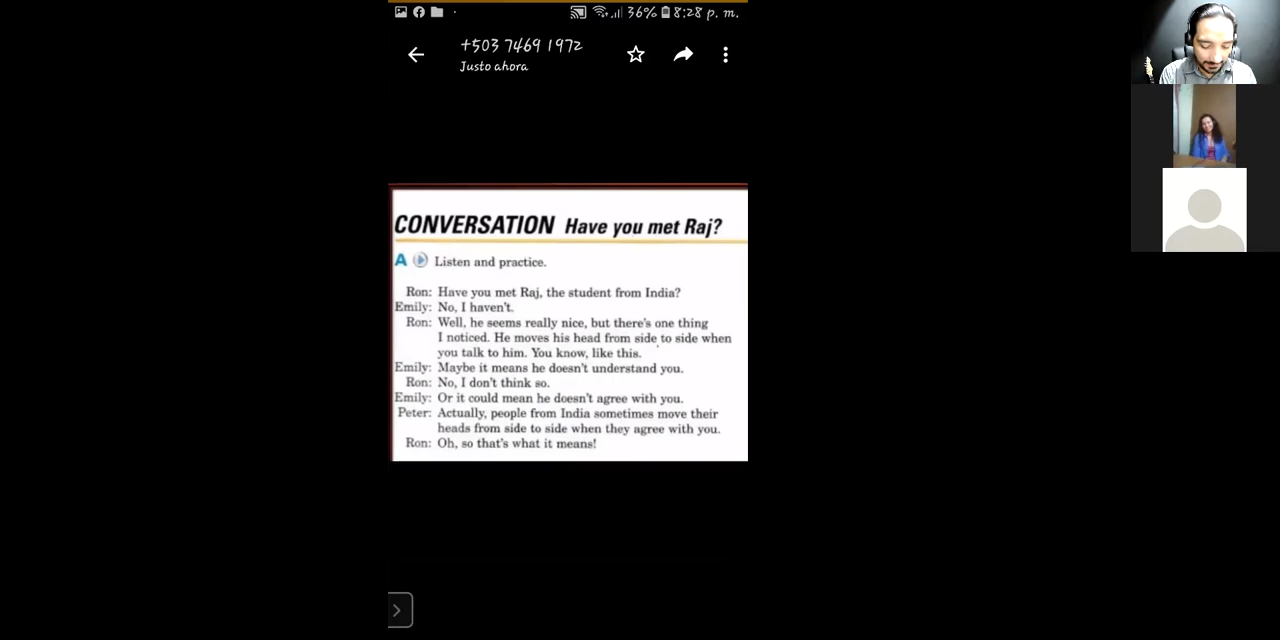 36% 8:28 p. m.
+503 7469 1972
Justo ahora
CONVERSATION Have you met Raj?
A Listen and practice.
Ron: Have you met Raj, the student from India?
Emily: No, I haven't.
Ron: Well, he seems really nice, but there's one thing
I noticed. He moves his head from side to side when
you talk to him. You know, like this.
Emily: Maybe it means he doesn't understand you.
Ron: No, I don't think so.
Emily: Or it could mean he doesn't agree with you.
Peter: Actually, people from India sometimes move their
heads from side to side when they agree with you.
Ron: Oh, so that's what it means!